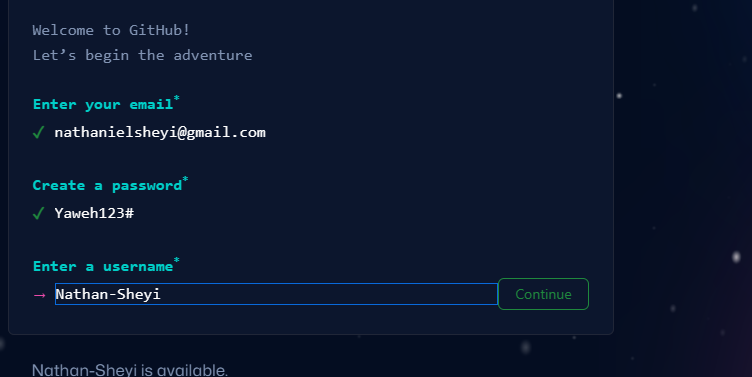 Welcome to GitHub!
Let’s begin the adventure
Enter your email*
✓ nathanielsheyi@gmail.com
Create a password*
✓ Yaweh123#
Enter a username*
→ Nathan-Sheyi Continue
Nathan-Sheyi is available.